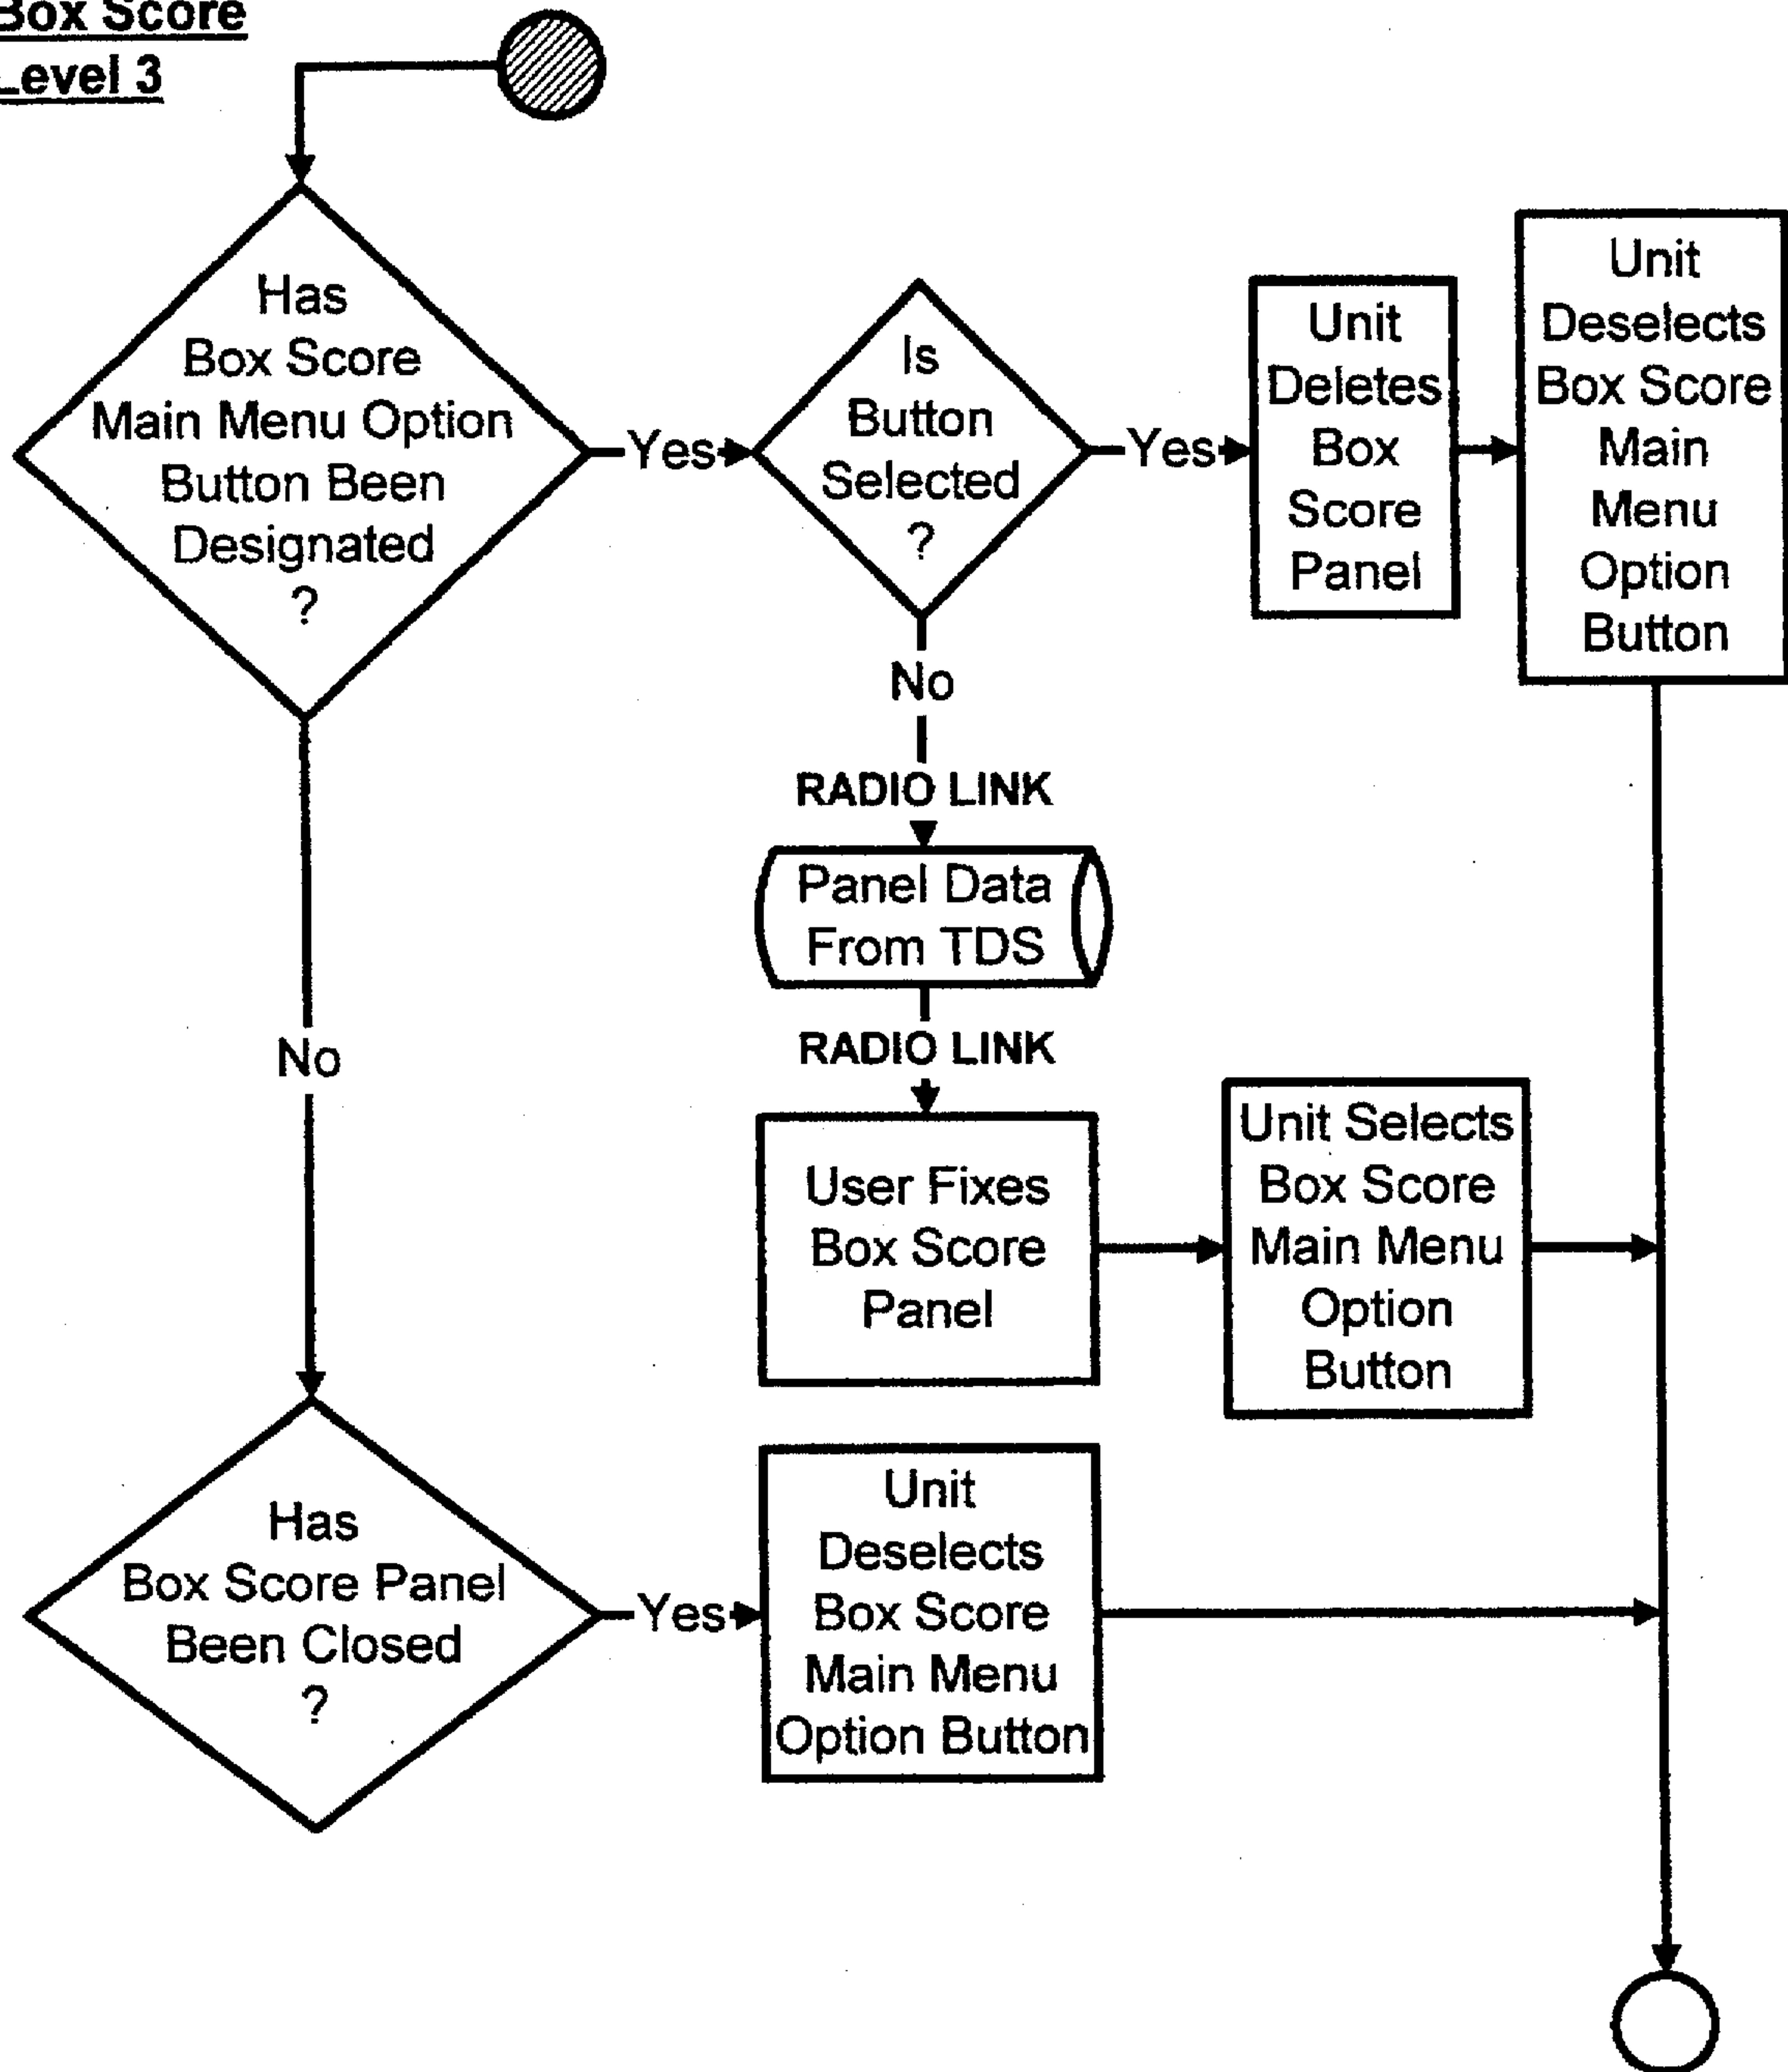 Box Score
Level 3
Has
Box Score
Main Menu Option
Button Been
Designated
?
Yes
Is
Button
Selected
?
Yes
Unit
Deletes
Box
Score
Panel
Unit
Deselects
Box Score
Main
Menu
Option
Button
No
RADIO LINK
Panel Data
From TDS
RADIO LINK
User Fixes
Box Score
Panel
Unit Selects
Box Score
Main Menu
Option
Button
No
Has
Box Score Panel
Been Closed
?
Yes
Unit
Deselects
Box Score
Main Menu
Option Button